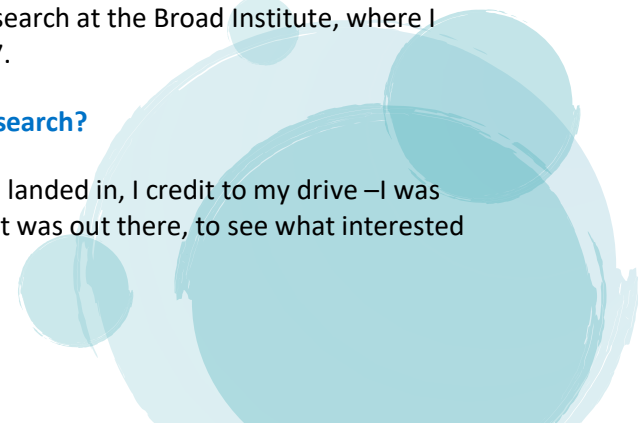 search at the Broad Institute, where I
.
search?
landed in, I credit to my drive –I was
t was out there, to see what interested